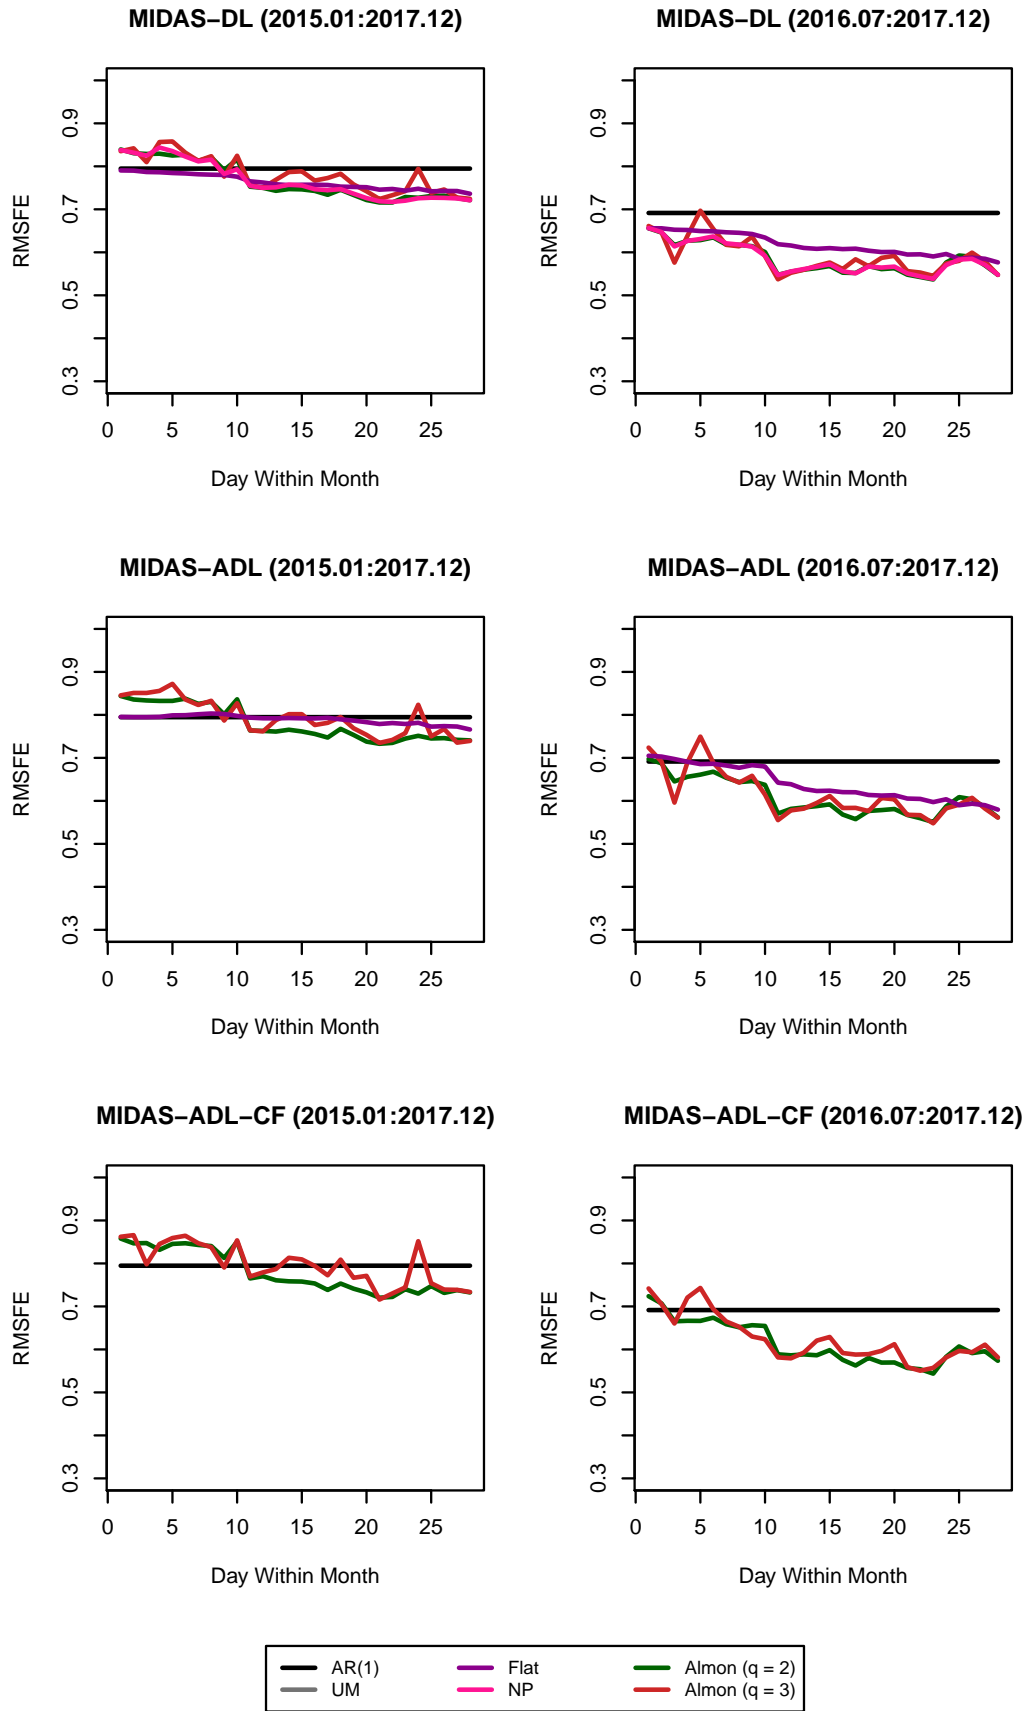 MIDAS−DL (2015.01:2017.12)
RMSFE
0.9
0.7
0.5
0.3
0 5 10 15 20 25
Day Within Month
MIDAS−DL (2016.07:2017.12)
RMSFE
0.9
0.7
0.5
0.3
0 5 10 15 20 25
Day Within Month
MIDAS−ADL (2015.01:2017.12)
RMSFE
0.9
0.7
0.5
0.3
0 5 10 15 20 25
Day Within Month
MIDAS−ADL (2016.07:2017.12)
RMSFE
0.9
0.7
0.5
0.3
0 5 10 15 20 25
Day Within Month
MIDAS−ADL−CF (2015.01:2017.12)
RMSFE
0.9
0.7
0.5
0.3
0 5 10 15 20 25
Day Within Month
MIDAS−ADL−CF (2016.07:2017.12)
RMSFE
0.9
0.7
0.5
0.3
0 5 10 15 20 25
Day Within Month
AR(1) Flat Almon (q = 2)
UM NP Almon (q = 3)